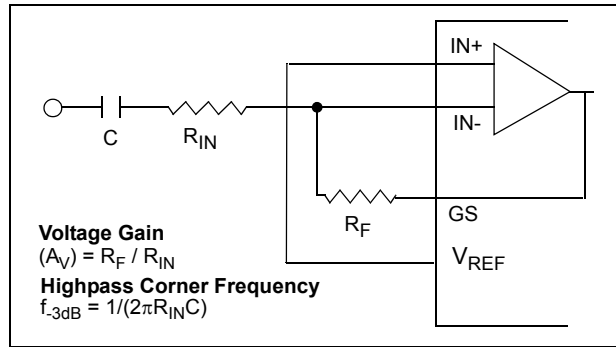 IN+
IN-
C
R_IN
R_F
GS
V_REF
Voltage Gain
(A_V) = R_F / R_IN
Highpass Corner Frequency
f_-3dB = 1/(2πR_INC)